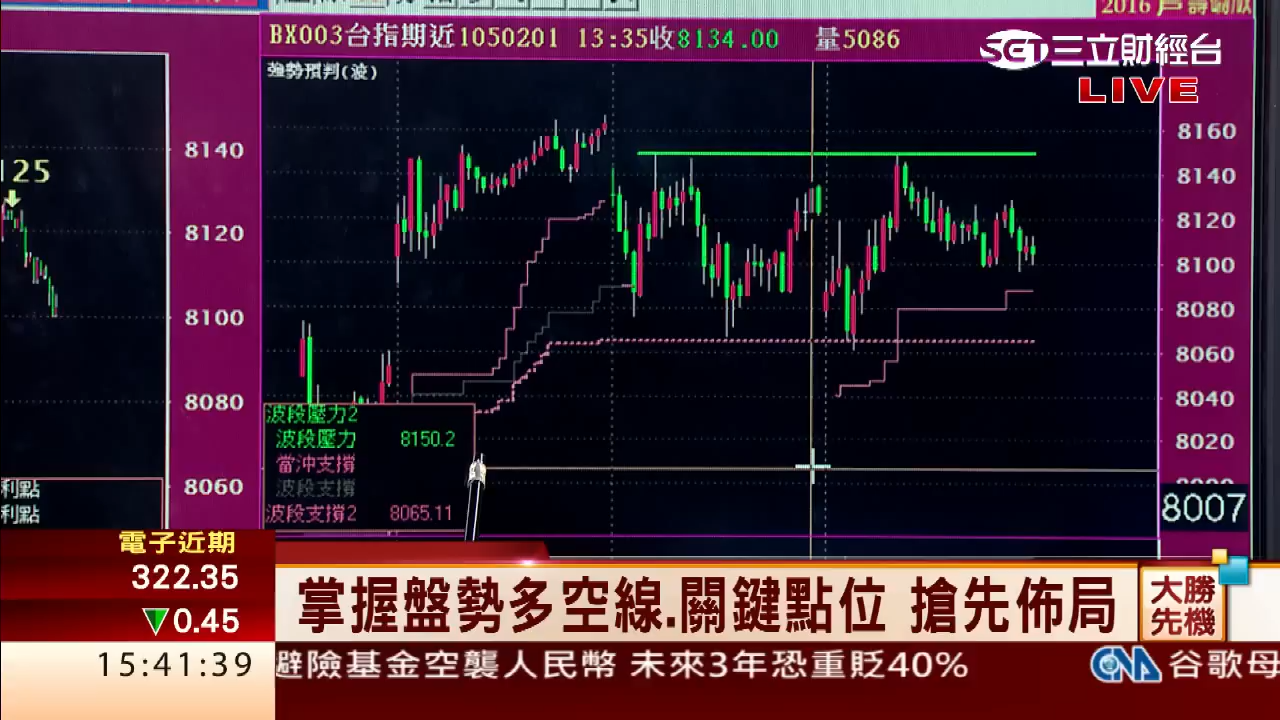 BX003台指期近1050201 13:35收8134.00 量5086
強勢預判(波)
SET三立財經台
LIVE
125
8140
8120
8100
8080
8060
8160
8140
8120
8100
8080
8060
8040
8020
8007
波段壓力2
波段壓力 8150.2
當沖支撐
波段支撐
波段支撐2 8065.11
利點
利點
電子近期
322.35
▼0.45
15:41:39
掌握盤勢多空線.關鍵點位 搶先佈局
大勝
先機
避險基金空襲人民幣 未來3年恐重貶40%
CNA 谷歌母